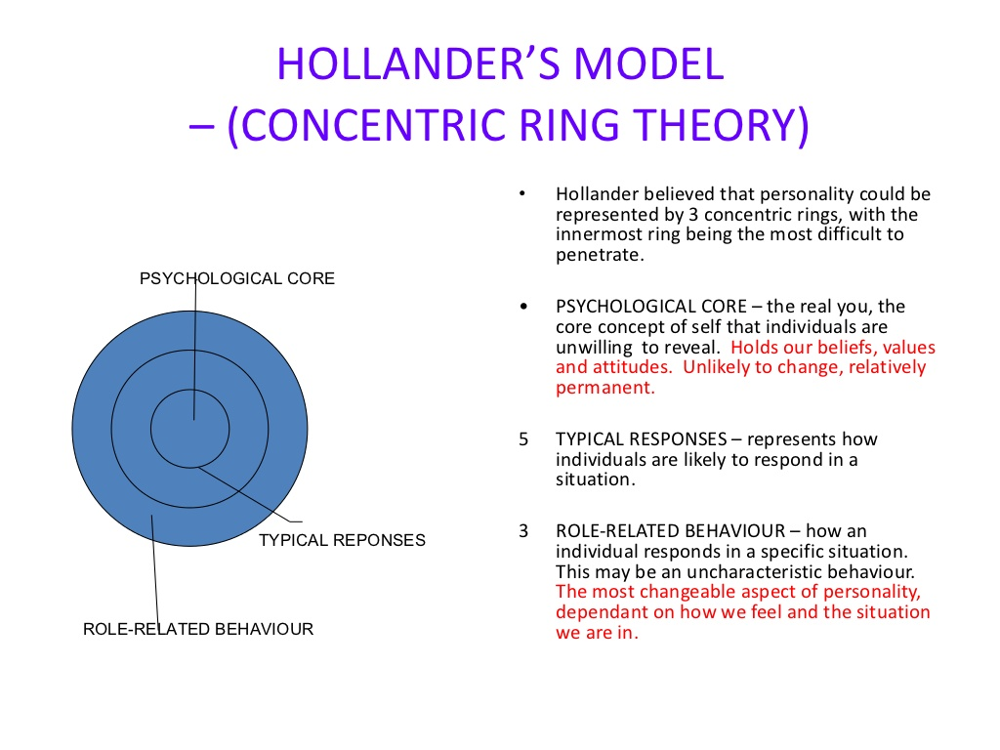 HOLLANDER’S MODEL
– (CONCENTRIC RING THEORY)
PSYCHOLOGICAL CORE
TYPICAL REPONSES
ROLE-RELATED BEHAVIOUR
• Hollander believed that personality could be
represented by 3 concentric rings, with the
innermost ring being the most difficult to
penetrate.
• PSYCHOLOGICAL CORE – the real you, the
core concept of self that individuals are
unwilling to reveal. Holds our beliefs, values
and attitudes. Unlikely to change, relatively
permanent.
5 TYPICAL RESPONSES – represents how
individuals are likely to respond in a
situation.
3 ROLE-RELATED BEHAVIOUR – how an
individual responds in a specific situation.
This may be an uncharacteristic behaviour.
The most changeable aspect of personality,
dependant on how we feel and the situation
we are in.